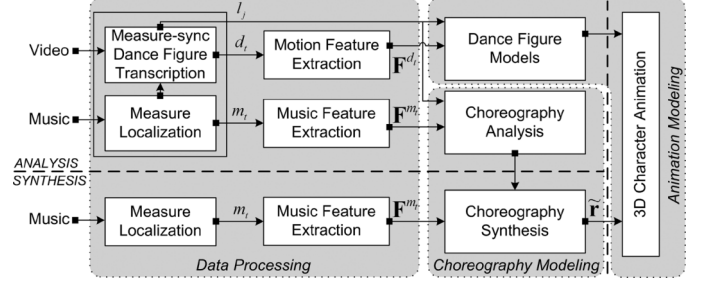 l_j
Video
Measure-sync
Dance Figure
Transcription
d_t
Motion Feature
Extraction
F^{d_t}
Dance Figure
Models
Music
Measure
Localization
m_t
Music Feature
Extraction
F^{m_t}
Choreography
Analysis
ANALYSIS
SYNTHESIS
Music
Measure
Localization
m_t
Music Feature
Extraction
F^{m_t}
Choreography
Synthesis
r̃
3D Character Animation
Animation Modeling
Data Processing
Choreography Modeling